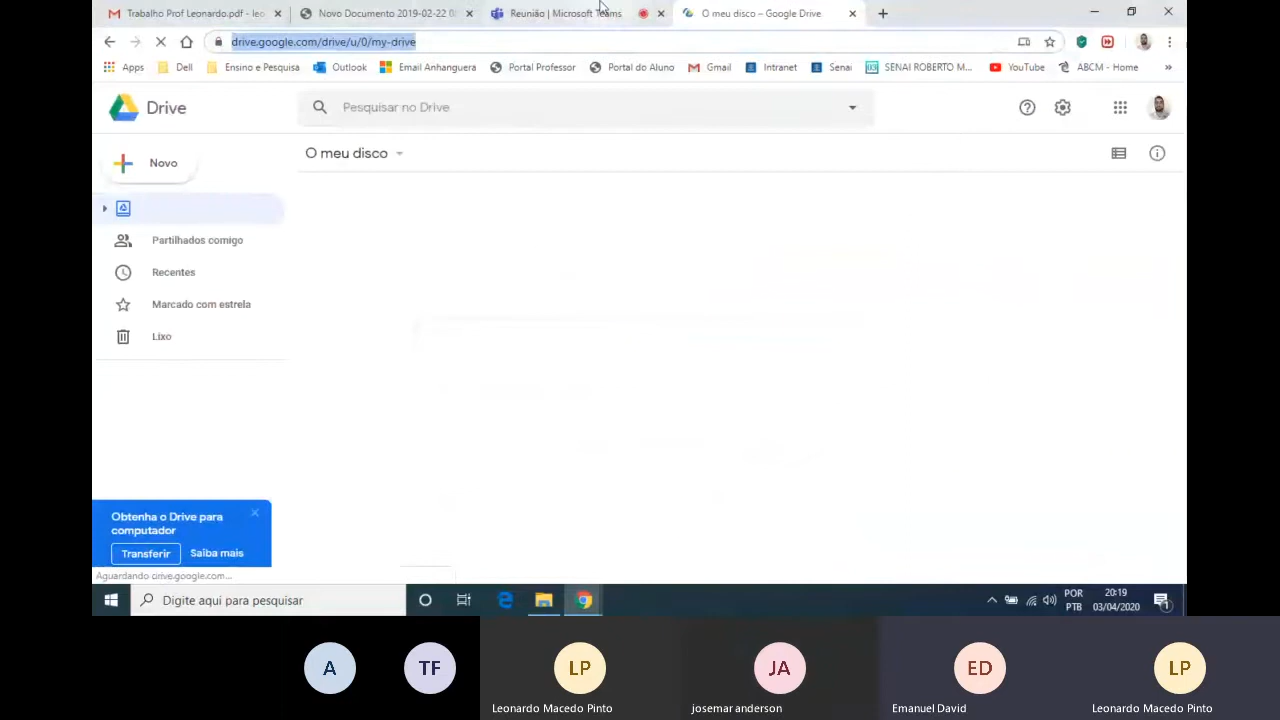 Trabalho Prof Leonardo.pdf - leo
Novo Documento 2019-02-22 0
Reunião | Microsoft Teams
O meu disco – Google Drive
drive.google.com/drive/u/0/my-drive
Apps
Dell
Ensino e Pesquisa
Outlook
Email Anhanguera
Portal Professor
Portal do Aluno
Gmail
Intranet
Senai
SENAI ROBERTO M...
YouTube
ABCM - Home
»
Drive
Pesquisar no Drive
Novo
O meu disco
Partilhados comigo
Recentes
Marcado com estrela
Lixo
Obtenha o Drive para
computador
Transferir
Saiba mais
Aguardando drive.google.com...
Digite aqui para pesquisar
POR
PTB
20:19
03/04/2020
1
A
TF
LP
JA
ED
LP
Leonardo Macedo Pinto
josemar anderson
Emanuel David
Leonardo Macedo Pinto